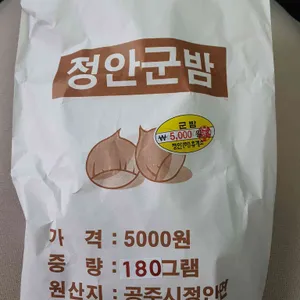 정안군밤
군밤
₩ 5,000 원
가 격 : 5000원
중 량 : 180그램
원산지 : 공주시정안면